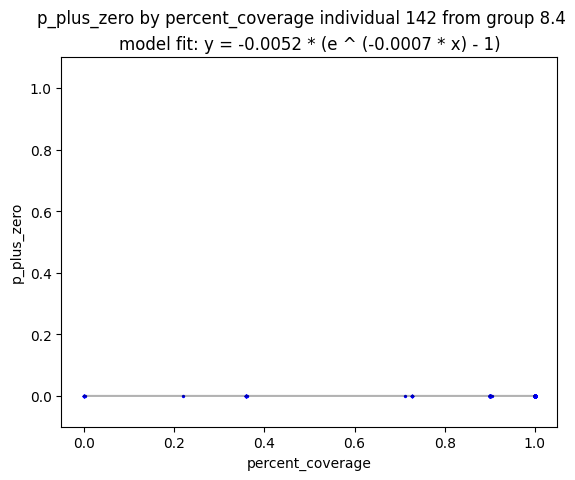 p_plus_zero by percent_coverage individual 142 from group 8.4
model fit: y = -0.0052 * (e ^ (-0.0007 * x) - 1)
1.0
0.8
0.6
0.4
0.2
0.0
p_plus_zero
0.0 0.2 0.4 0.6 0.8 1.0
percent_coverage